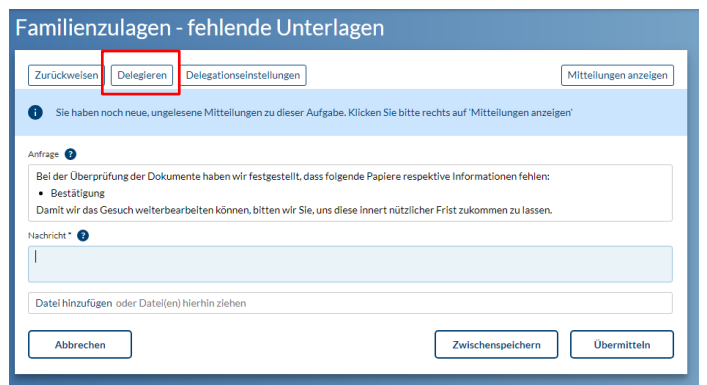 Familienzulagen - fehlende Unterlagen
Zurückweisen Delegieren Delegationseinstellungen Mitteilungen anzeigen
Sie haben noch neue, ungelesene Mitteilungen zu dieser Aufgabe. Klicken Sie bitte rechts auf 'Mitteilungen anzeigen'
Anfrage ?
Bei der Überprüfung der Dokumente haben wir festgestellt, dass folgende Papiere respektive Informationen fehlen:
• Bestätigung
Damit wir das Gesuch weiterbearbeiten können, bitten wir Sie, uns diese innert nützlicher Frist zukommen zu lassen.
Nachricht * ?
Datei hinzufügen oder Datei(en) hierhin ziehen
Abbrechen Zwischenspeichern Übermitteln